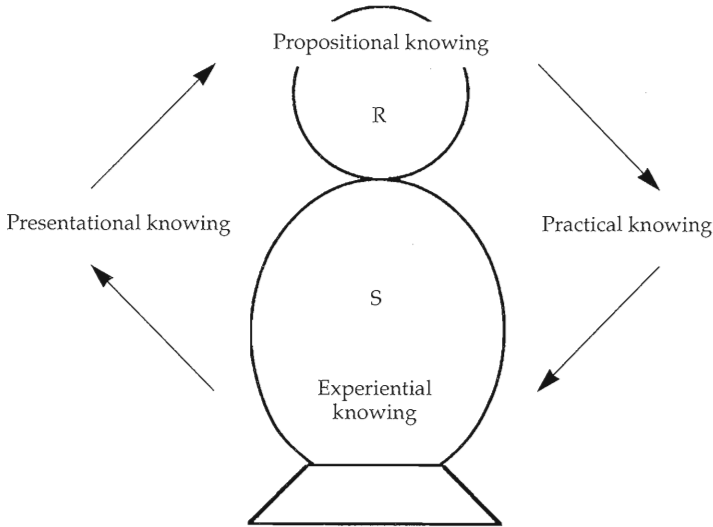 Propositional knowing
R
Presentational knowing
Practical knowing
S
Experiential
knowing